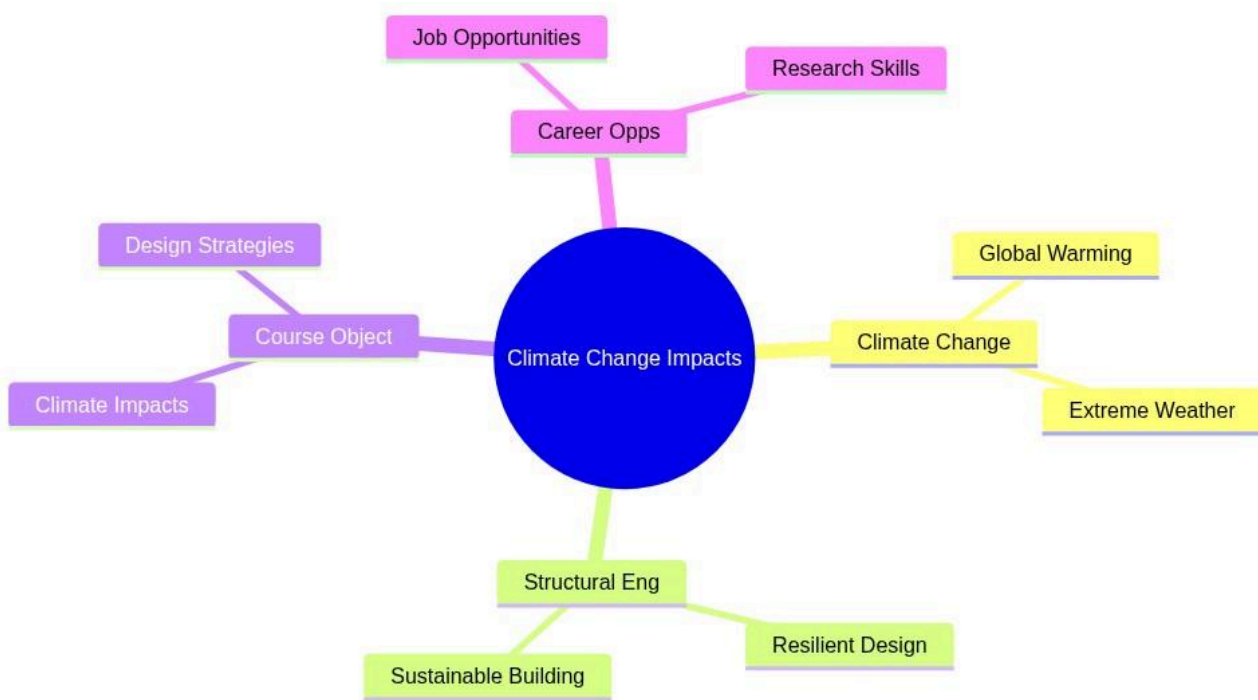 Job Opportunities
Research Skills
Career Opps
Design Strategies
Global Warming
Course Object
Climate Change Impacts
Climate Change
Climate Impacts
Extreme Weather
Structural Eng
Resilient Design
Sustainable Building